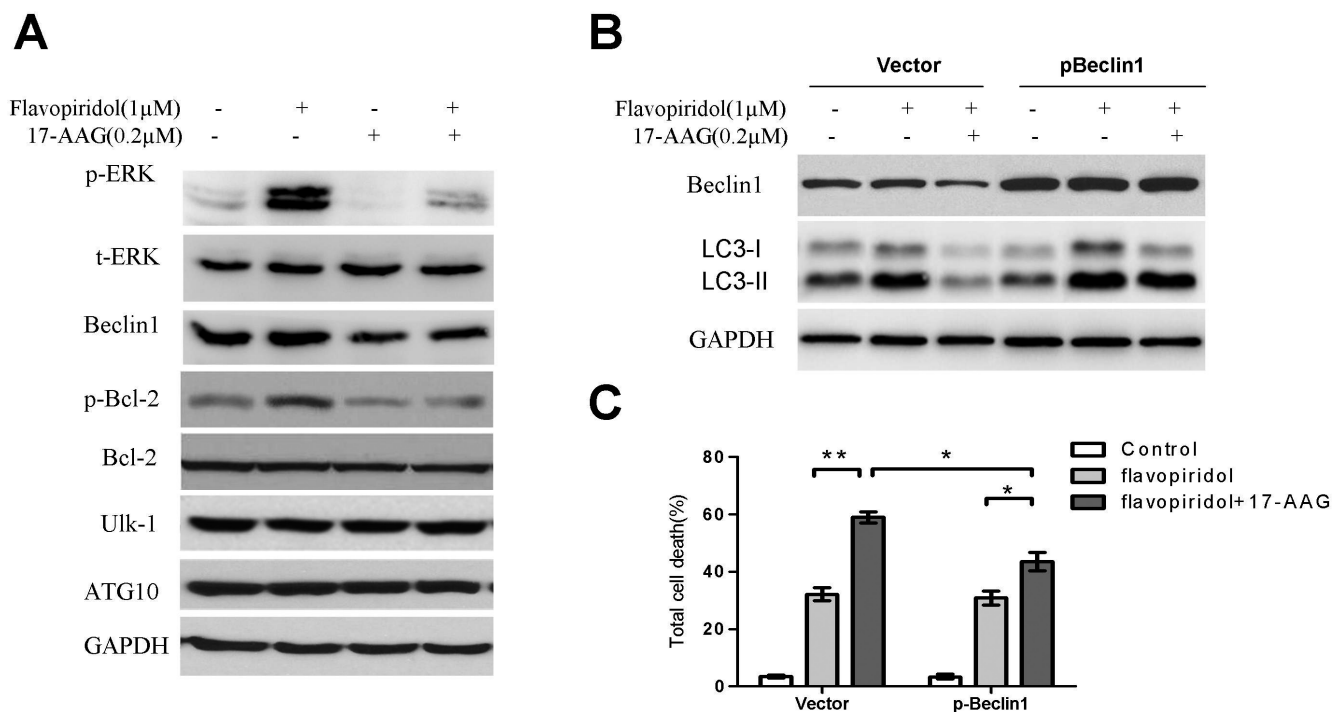 A
Flavopiridol(1μM) - + - +
17-AAG(0.2μM) - - + +
p-ERK
t-ERK
Beclin1
p-Bcl-2
Bcl-2
Ulk-1
ATG10
GAPDH
B
Vector pBeclin1
Flavopiridol(1μM) - + + - + +
17-AAG(0.2μM) - - + - - +
Beclin1
LC3-I
LC3-II
GAPDH
C
Total cell death(%)
80
60
40
20
0
** * *
Control
flavopiridol
flavopiridol+17-AAG
Vector p-Beclin1